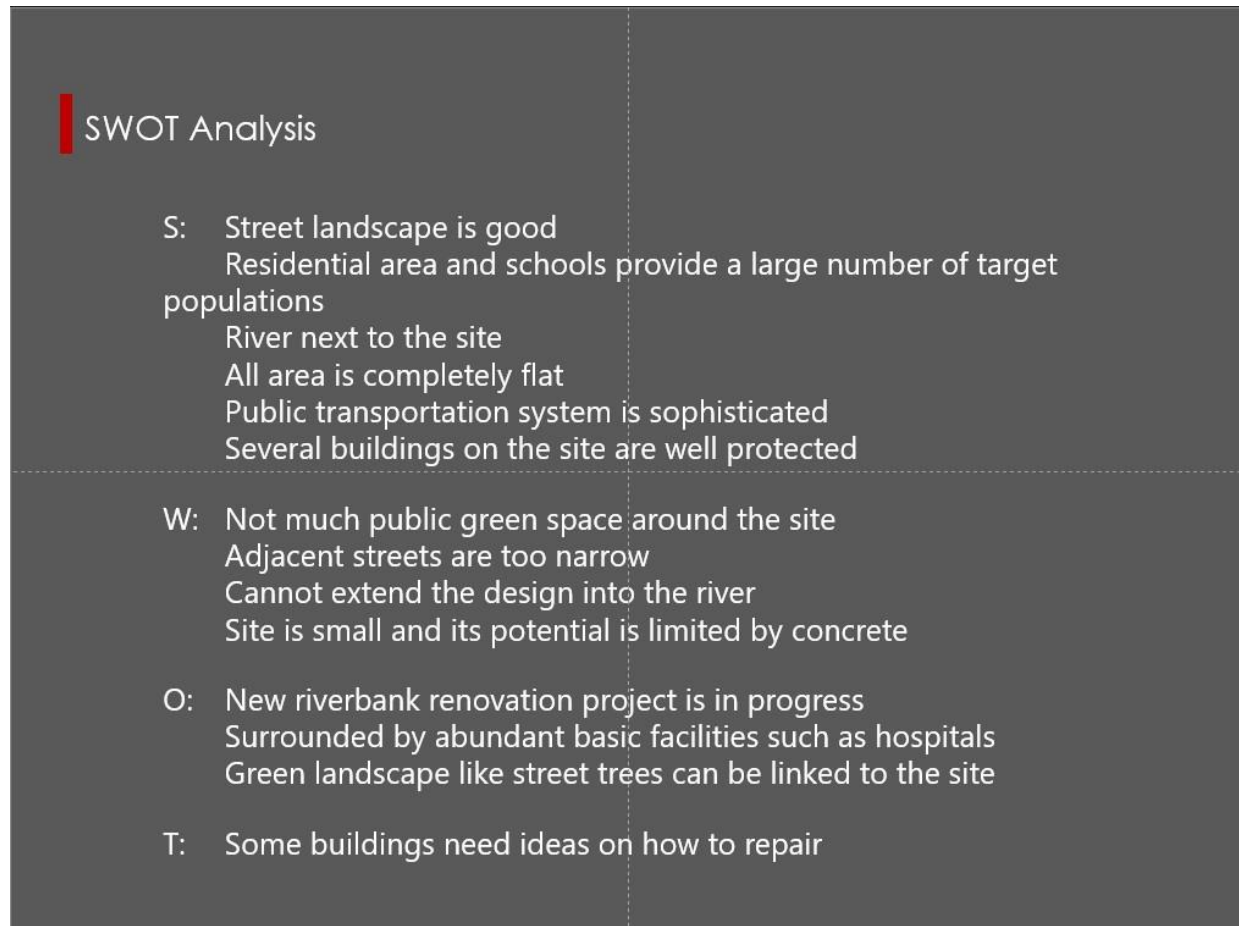 SWOT Analysis
S: Street landscape is good
Residential area and schools provide a large number of target
populations
River next to the site
All area is completely flat
Public transportation system is sophisticated
Several buildings on the site are well protected
W: Not much public green space around the site
Adjacent streets are too narrow
Cannot extend the design into the river
Site is small and its potential is limited by concrete
O: New riverbank renovation project is in progress
Surrounded by abundant basic facilities such as hospitals
Green landscape like street trees can be linked to the site
T: Some buildings need ideas on how to repair